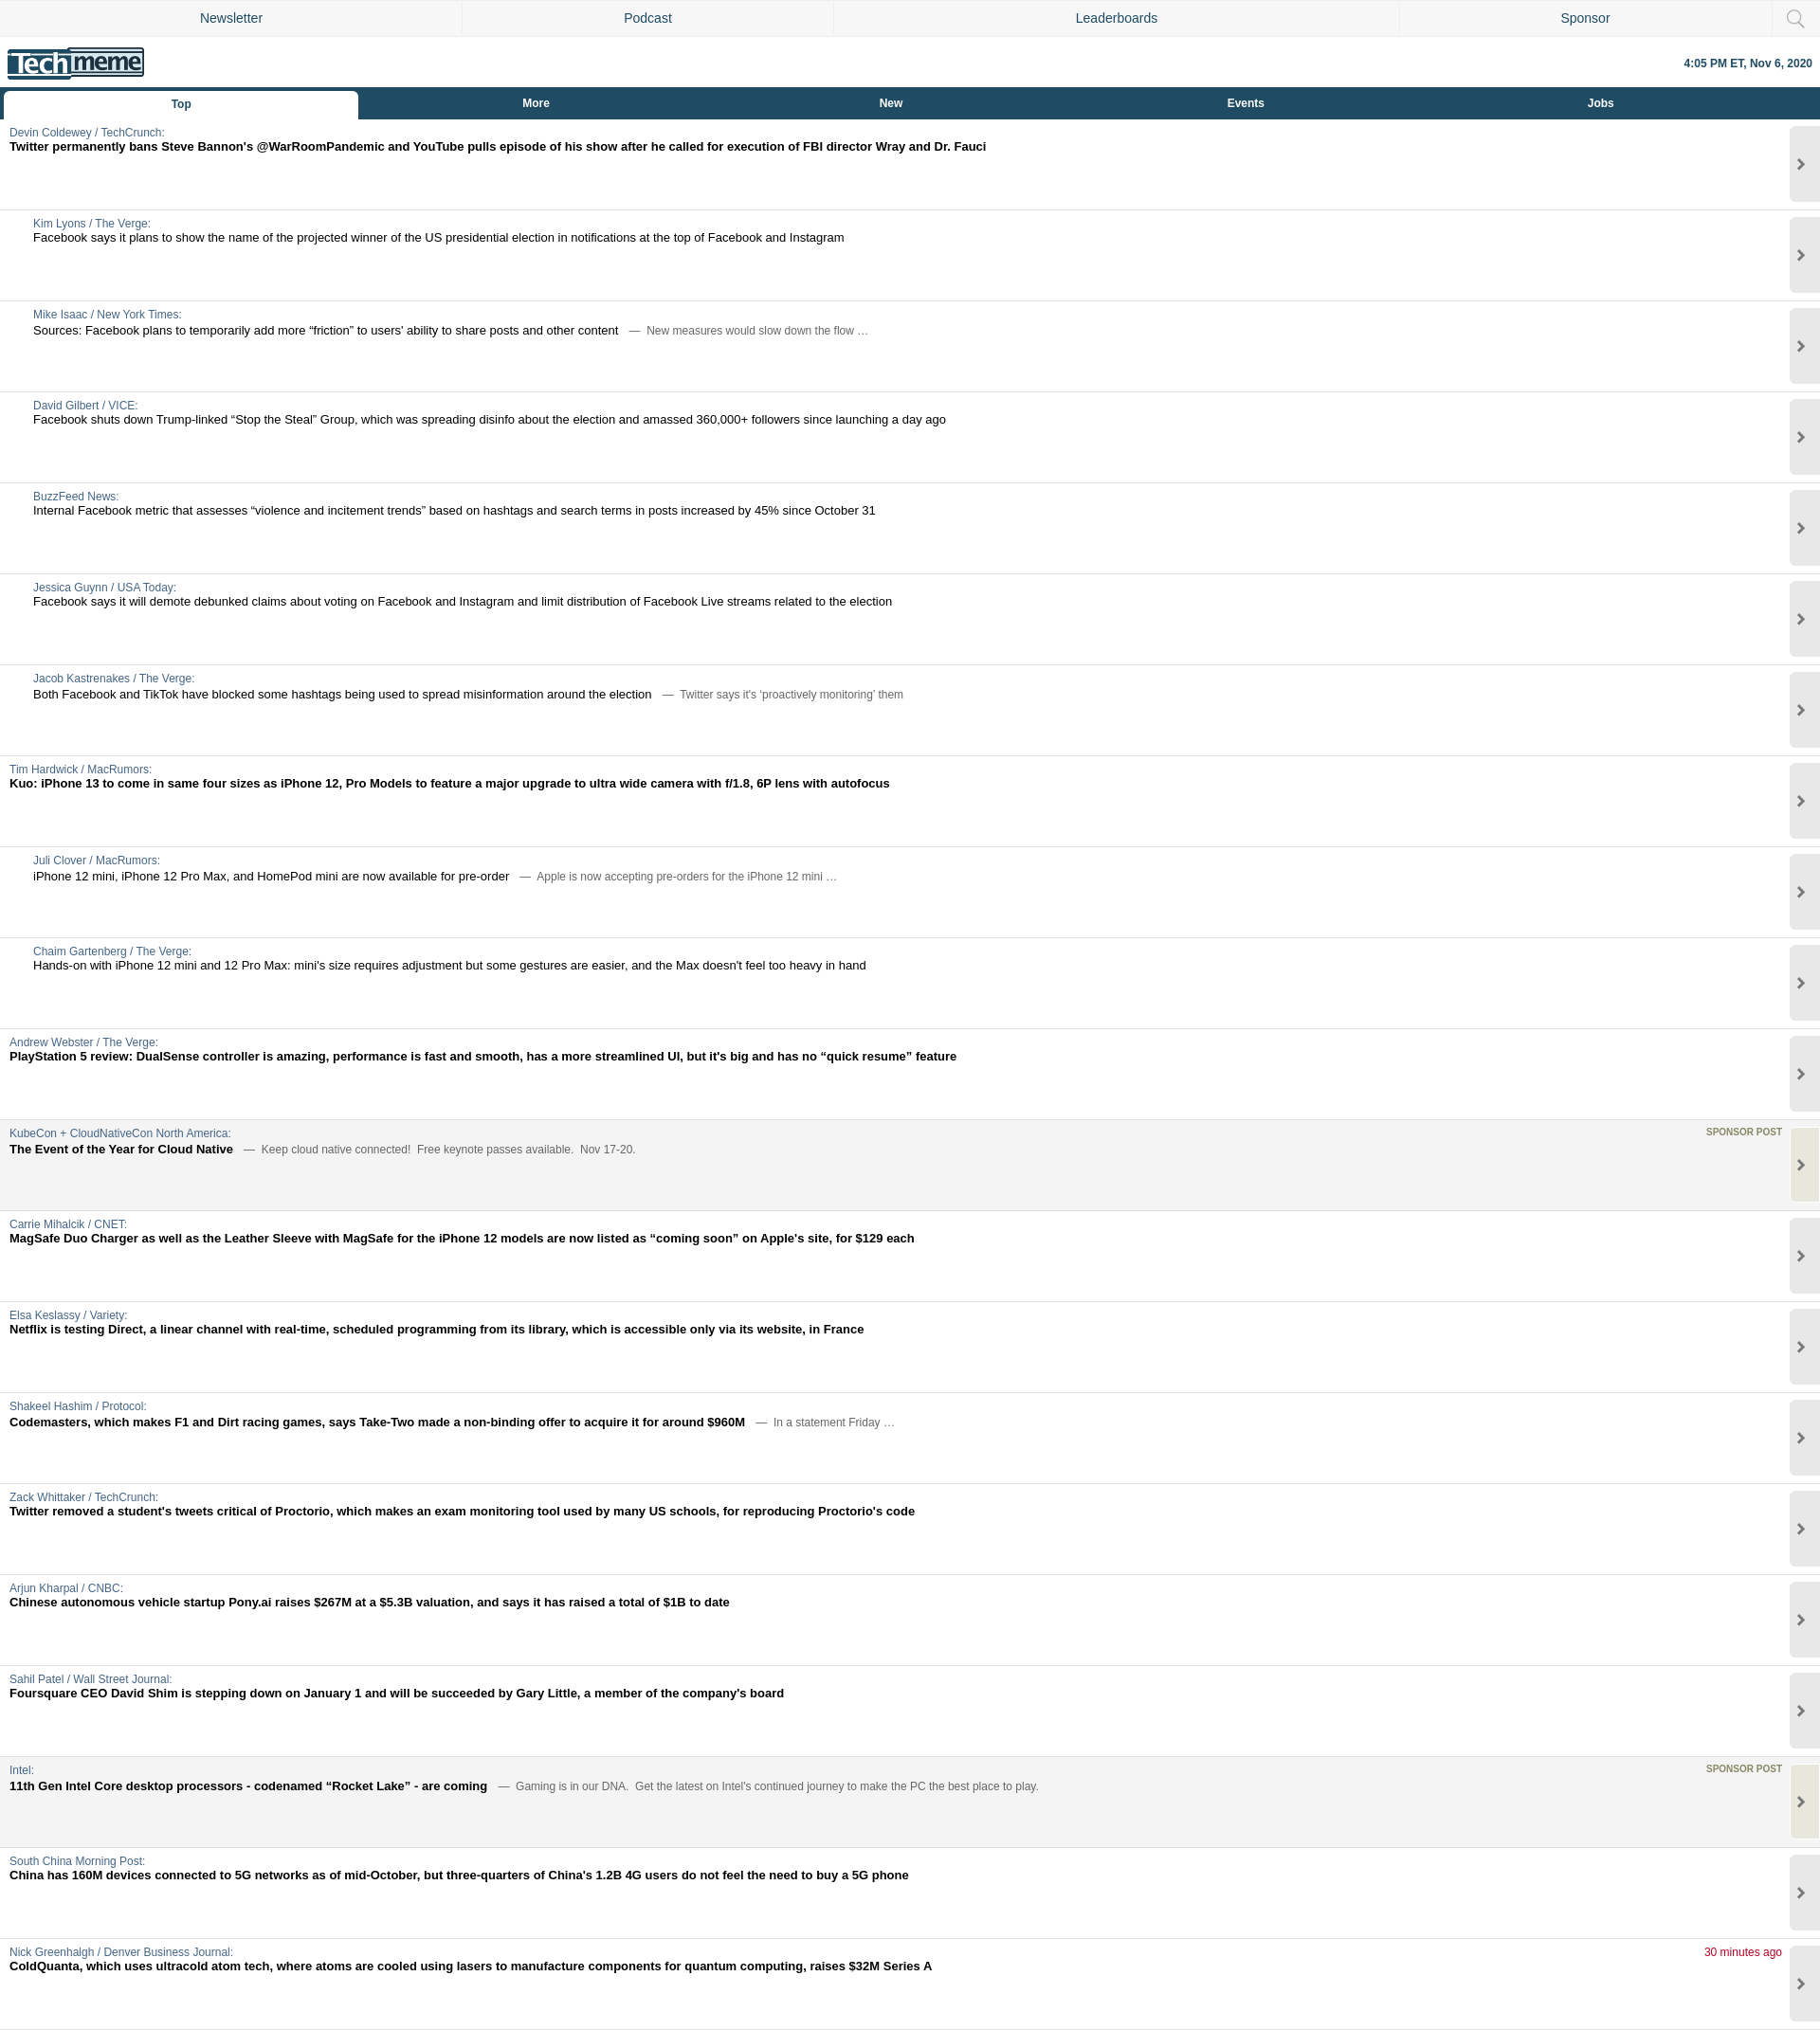 Newsletter
Podcast
Leaderboards
Sponsor
Techmeme
4:05 PM ET, Nov 6, 2020
Top
More
New
Events
Jobs
Devin Coldewey / TechCrunch:
Twitter permanently bans Steve Bannon's @WarRoomPandemic and YouTube pulls episode of his show after he called for execution of FBI director Wray and Dr. Fauci
Kim Lyons / The Verge:
Facebook says it plans to show the name of the projected winner of the US presidential election in notifications at the top of Facebook and Instagram
Mike Isaac / New York Times:
Sources: Facebook plans to temporarily add more “friction” to users' ability to share posts and other content — New measures would slow down the flow …
David Gilbert / VICE:
Facebook shuts down Trump-linked “Stop the Steal” Group, which was spreading disinfo about the election and amassed 360,000+ followers since launching a day ago
BuzzFeed News:
Internal Facebook metric that assesses “violence and incitement trends” based on hashtags and search terms in posts increased by 45% since October 31
Jessica Guynn / USA Today:
Facebook says it will demote debunked claims about voting on Facebook and Instagram and limit distribution of Facebook Live streams related to the election
Jacob Kastrenakes / The Verge:
Both Facebook and TikTok have blocked some hashtags being used to spread misinformation around the election — Twitter says it's ‘proactively monitoring’ them
Tim Hardwick / MacRumors:
Kuo: iPhone 13 to come in same four sizes as iPhone 12, Pro Models to feature a major upgrade to ultra wide camera with f/1.8, 6P lens with autofocus
Juli Clover / MacRumors:
iPhone 12 mini, iPhone 12 Pro Max, and HomePod mini are now available for pre-order — Apple is now accepting pre-orders for the iPhone 12 mini …
Chaim Gartenberg / The Verge:
Hands-on with iPhone 12 mini and 12 Pro Max: mini's size requires adjustment but some gestures are easier, and the Max doesn't feel too heavy in hand
Andrew Webster / The Verge:
PlayStation 5 review: DualSense controller is amazing, performance is fast and smooth, has a more streamlined UI, but it's big and has no “quick resume” feature
KubeCon + CloudNativeCon North America:
SPONSOR POST
The Event of the Year for Cloud Native — Keep cloud native connected! Free keynote passes available. Nov 17-20.
Carrie Mihalcik / CNET:
MagSafe Duo Charger as well as the Leather Sleeve with MagSafe for the iPhone 12 models are now listed as “coming soon” on Apple's site, for $129 each
Elsa Keslassy / Variety:
Netflix is testing Direct, a linear channel with real-time, scheduled programming from its library, which is accessible only via its website, in France
Shakeel Hashim / Protocol:
Codemasters, which makes F1 and Dirt racing games, says Take-Two made a non-binding offer to acquire it for around $960M — In a statement Friday …
Zack Whittaker / TechCrunch:
Twitter removed a student's tweets critical of Proctorio, which makes an exam monitoring tool used by many US schools, for reproducing Proctorio's code
Arjun Kharpal / CNBC:
Chinese autonomous vehicle startup Pony.ai raises $267M at a $5.3B valuation, and says it has raised a total of $1B to date
Sahil Patel / Wall Street Journal:
Foursquare CEO David Shim is stepping down on January 1 and will be succeeded by Gary Little, a member of the company's board
Intel:
SPONSOR POST
11th Gen Intel Core desktop processors - codenamed “Rocket Lake” - are coming — Gaming is in our DNA. Get the latest on Intel's continued journey to make the PC the best place to play.
South China Morning Post:
China has 160M devices connected to 5G networks as of mid-October, but three-quarters of China's 1.2B 4G users do not feel the need to buy a 5G phone
Nick Greenhalgh / Denver Business Journal:
30 minutes ago
ColdQuanta, which uses ultracold atom tech, where atoms are cooled using lasers to manufacture components for quantum computing, raises $32M Series A